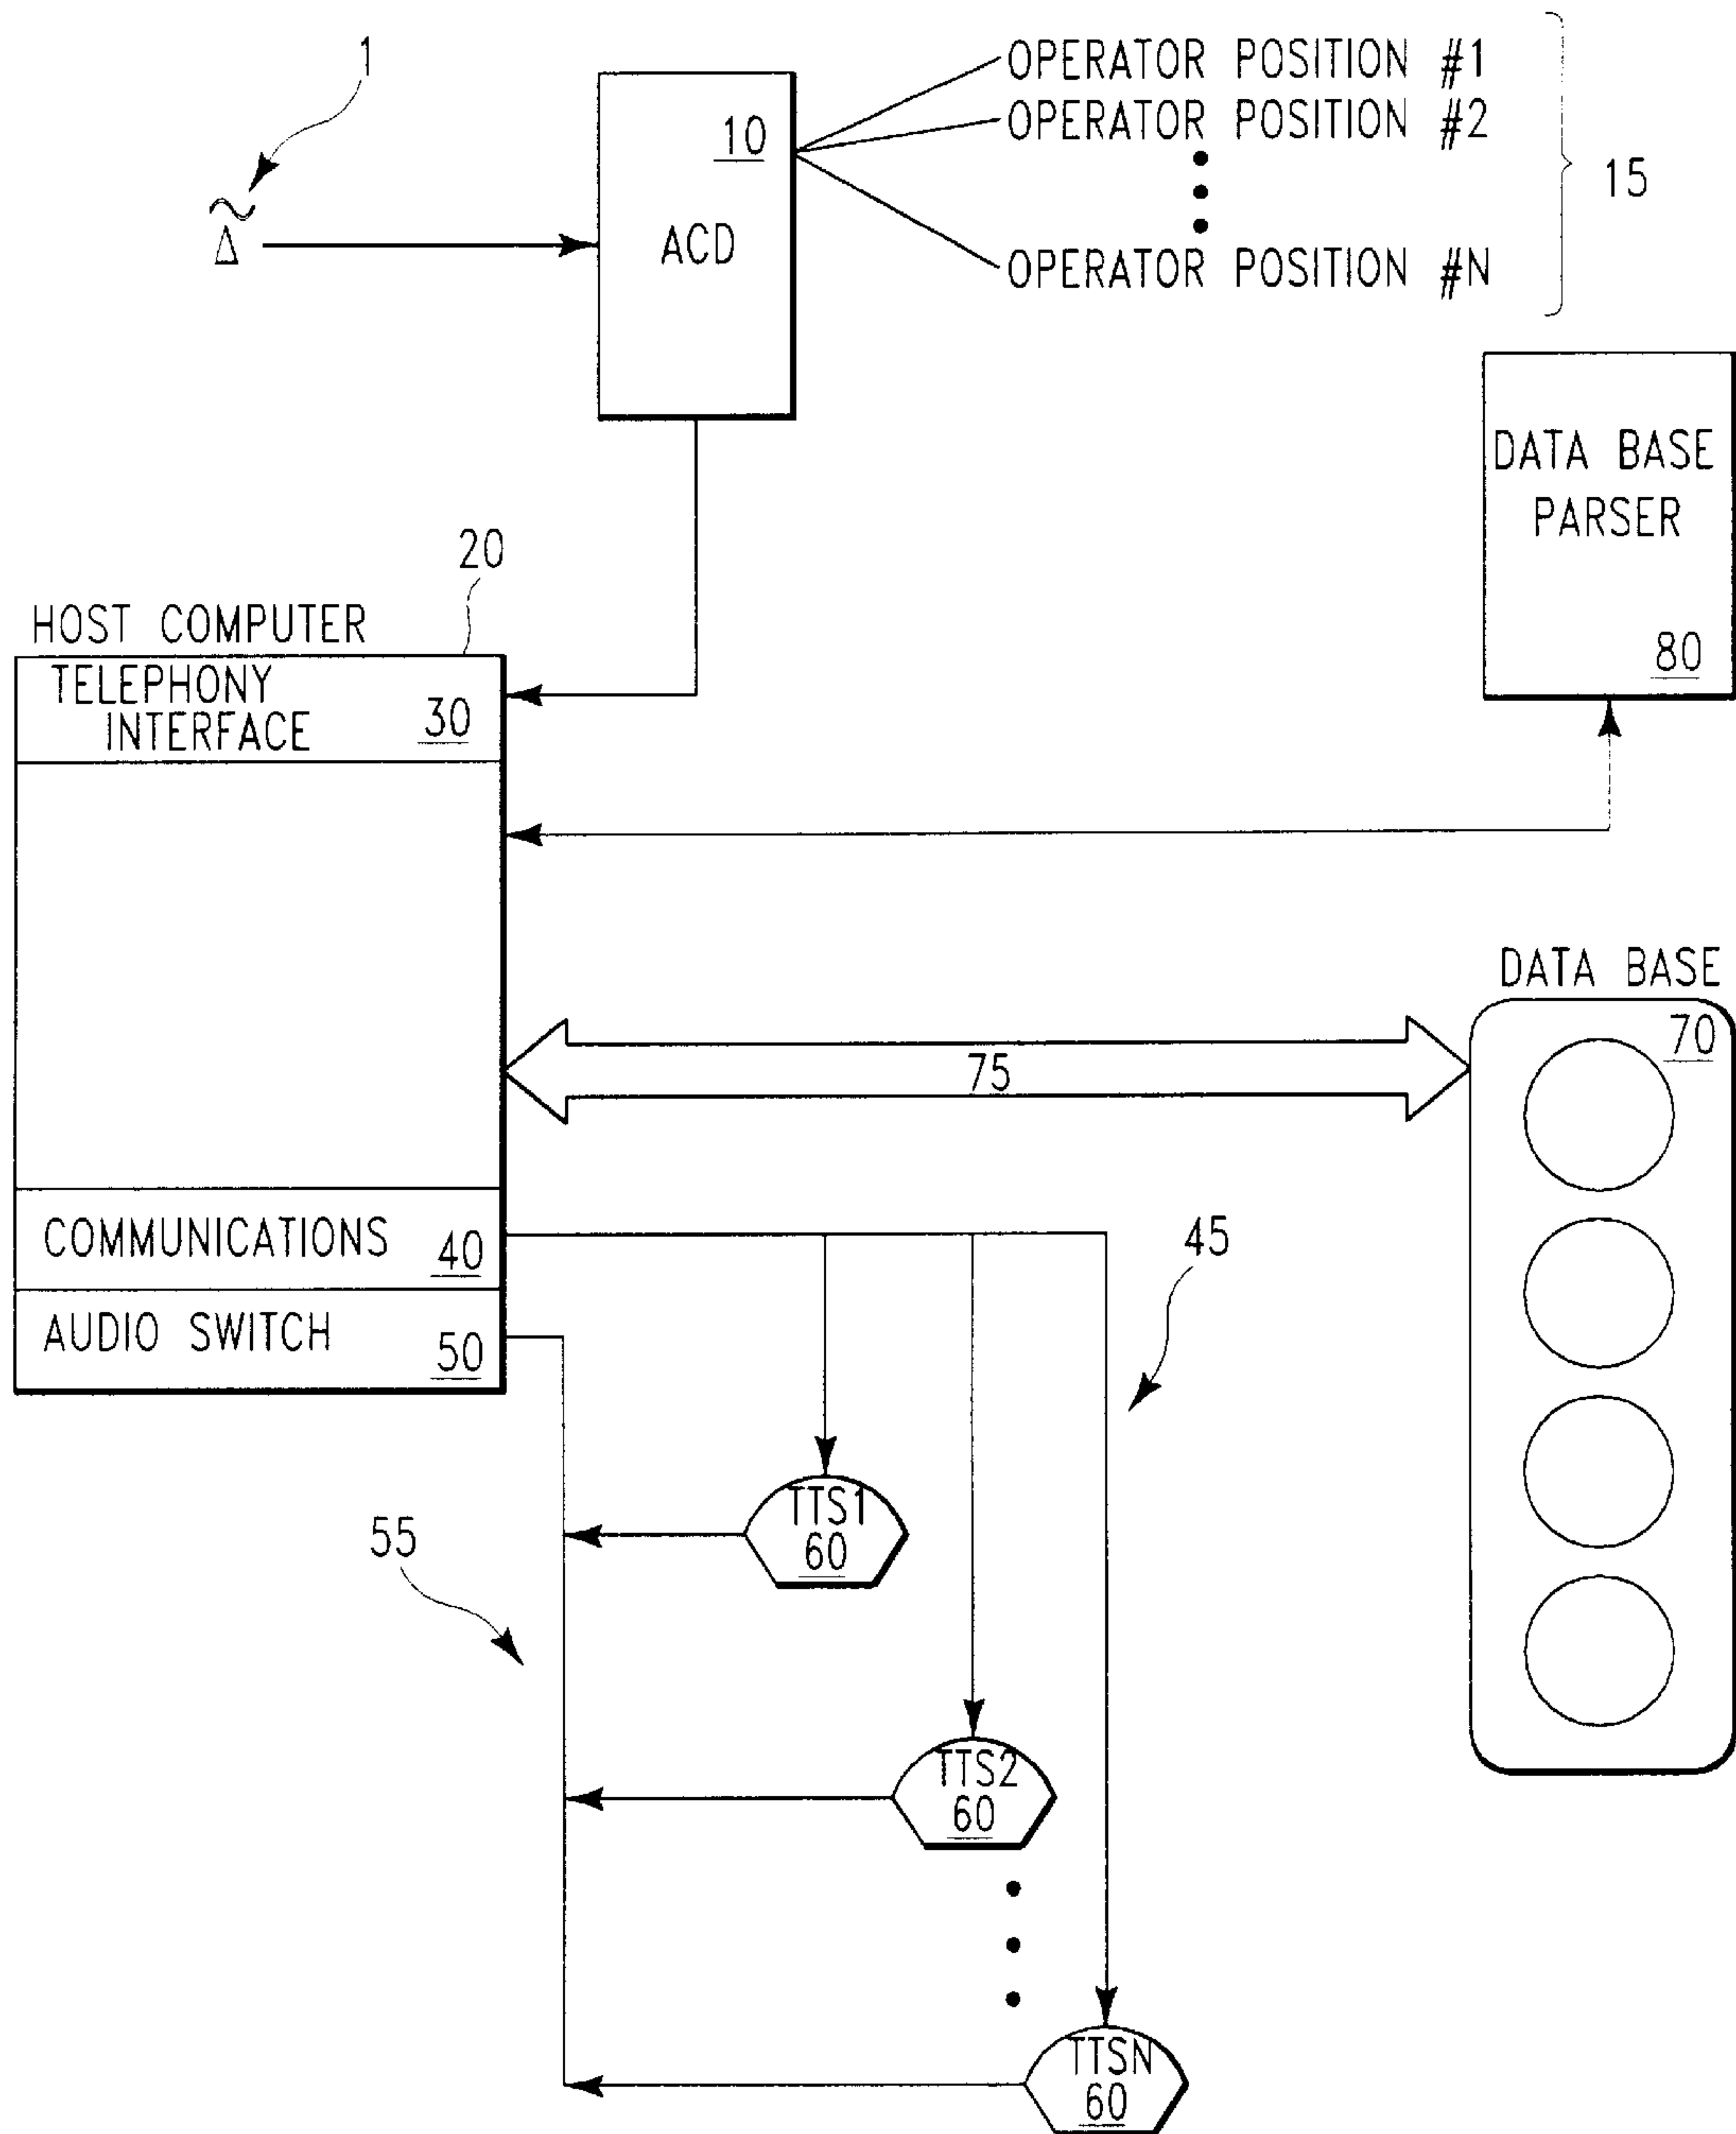 1
10
ACD
OPERATOR POSITION #1
OPERATOR POSITION #2
OPERATOR POSITION #N
15
DATA BASE
PARSER
80
20
HOST COMPUTER
TELEPHONY
INTERFACE
30
75
DATA BASE
70
COMMUNICATIONS
40
AUDIO SWITCH
50
45
55
TTS1
60
TTS2
60
TTSN
60